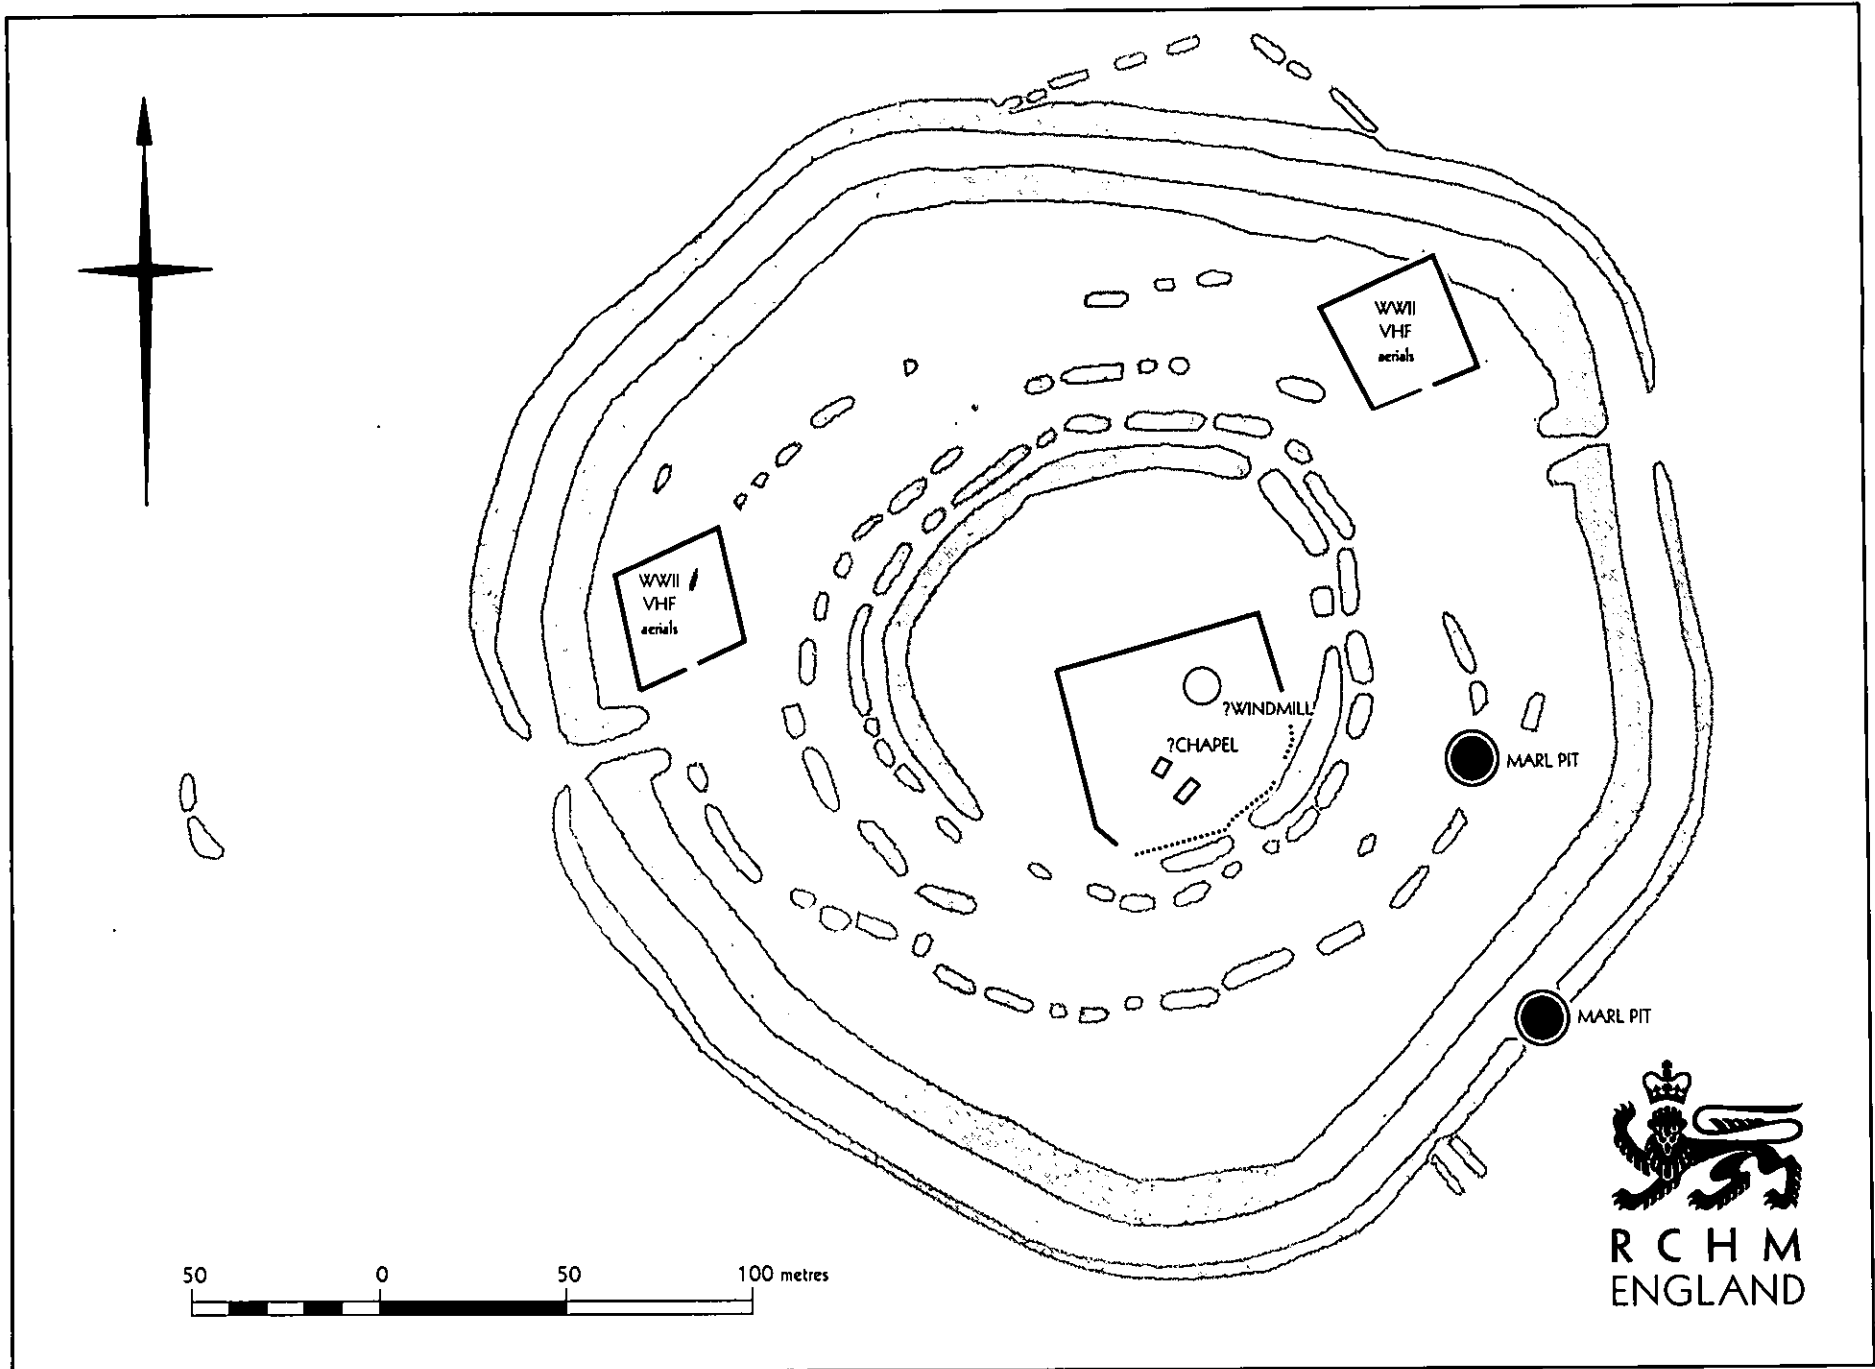 WWII
VHF
aerials
WWII
VHF
aerials
?WINDMILL
?CHAPEL
MARL PIT
MARL PIT
50 0 50 100 metres
R C H M
ENGLAND